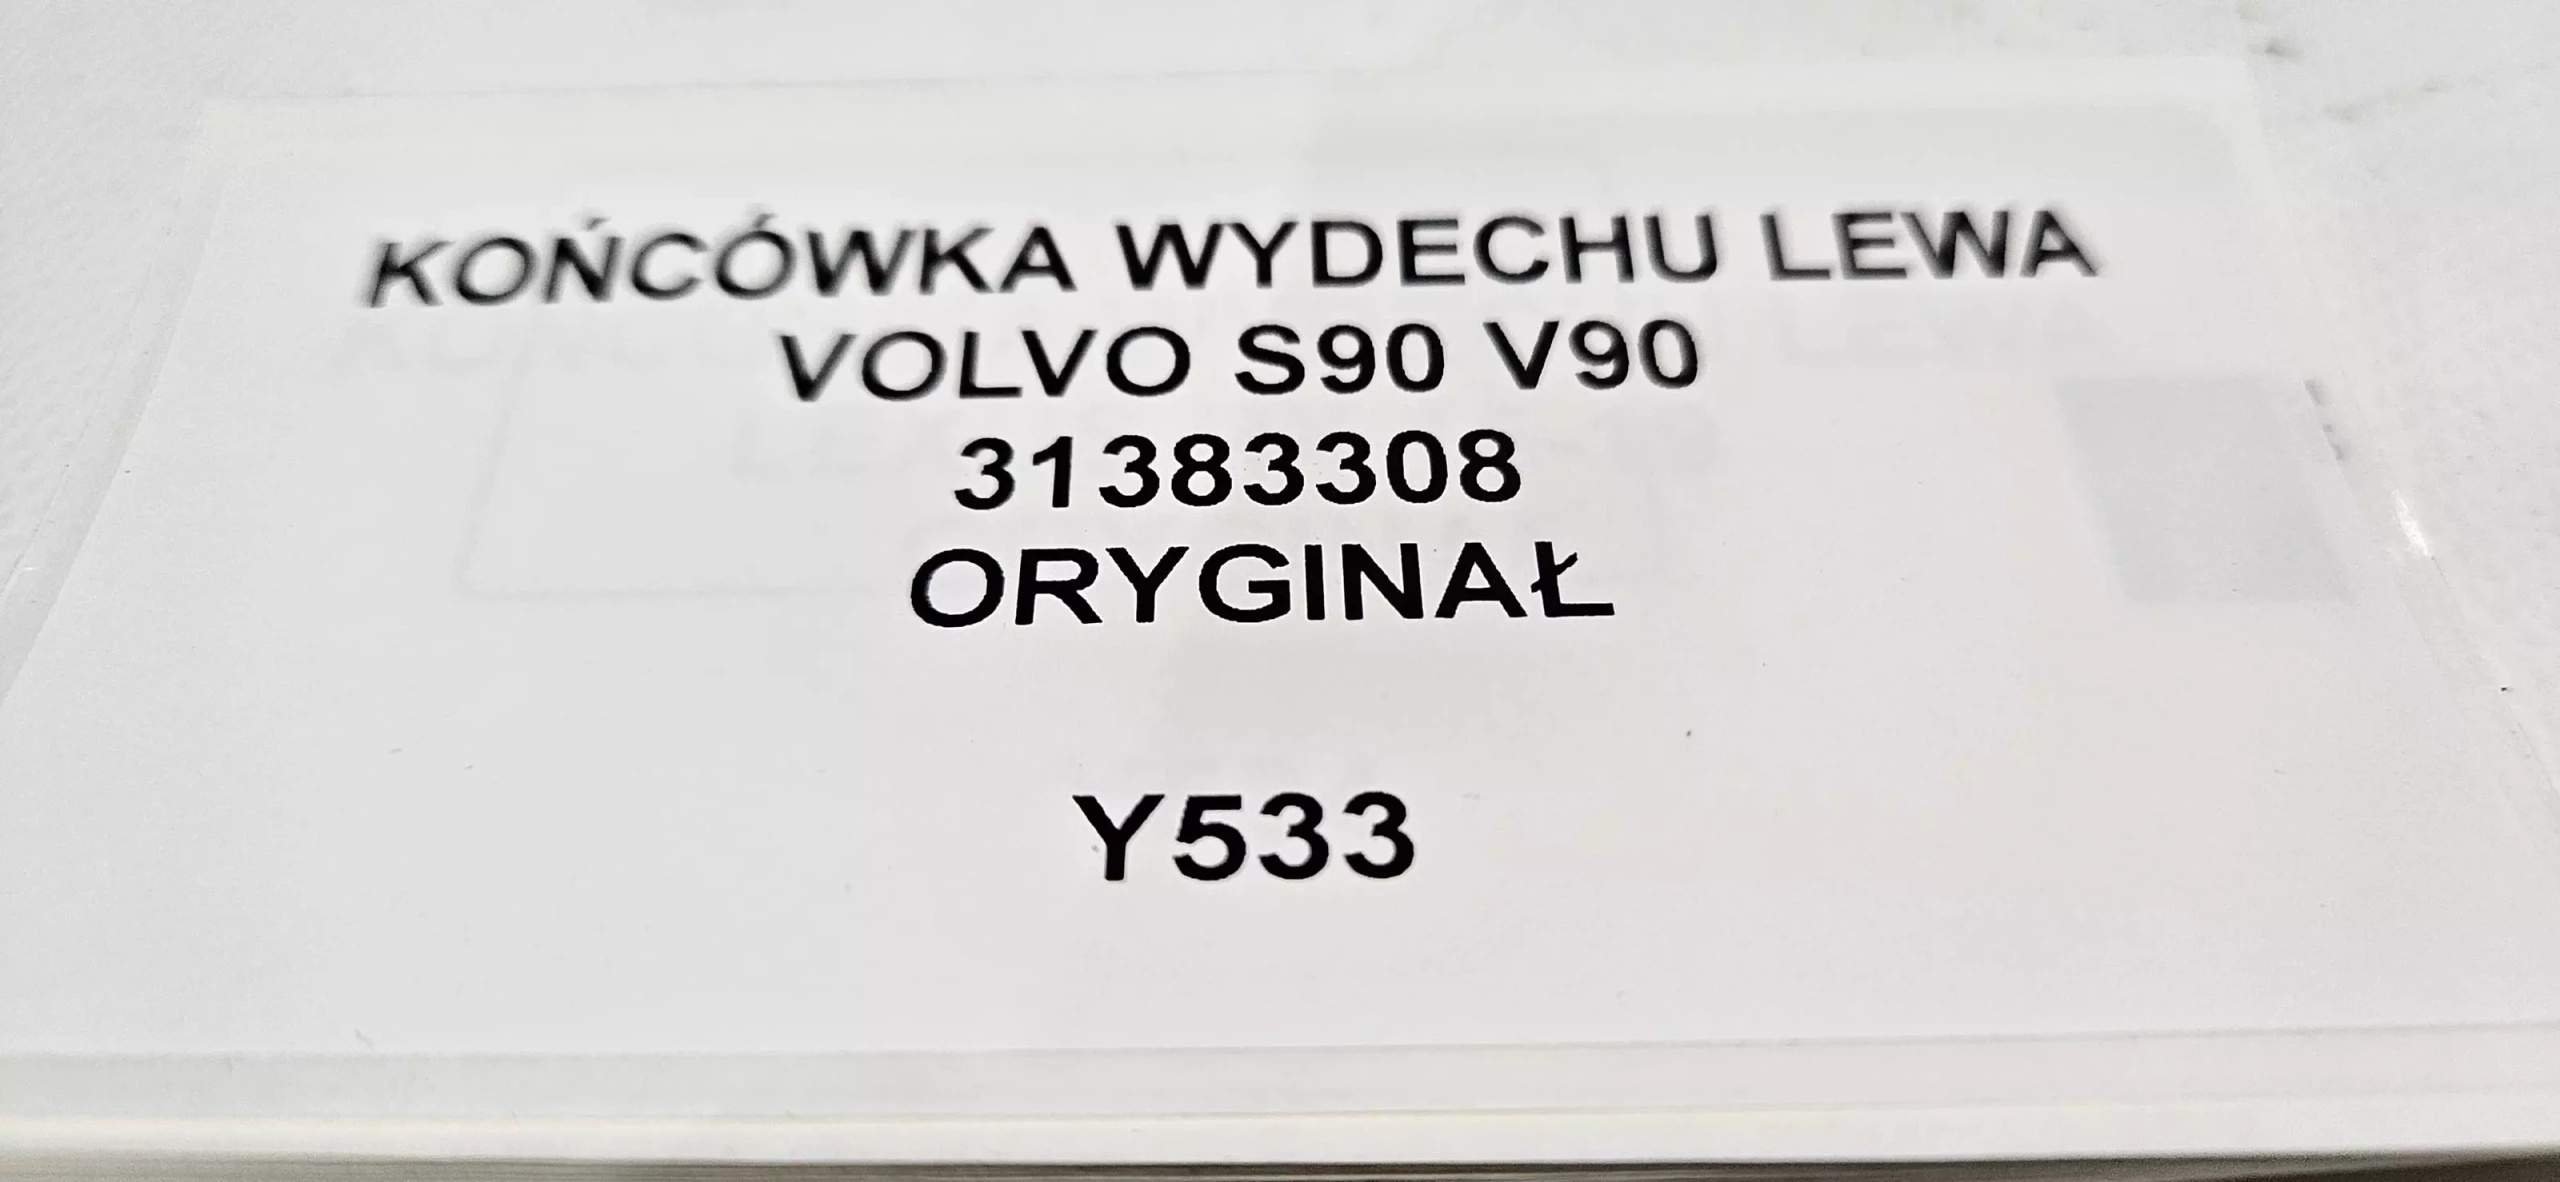 KOŃCÓWKA WYDECHU LEWA
VOLVO S90 V90
31383308
ORYGINAŁ
Y533